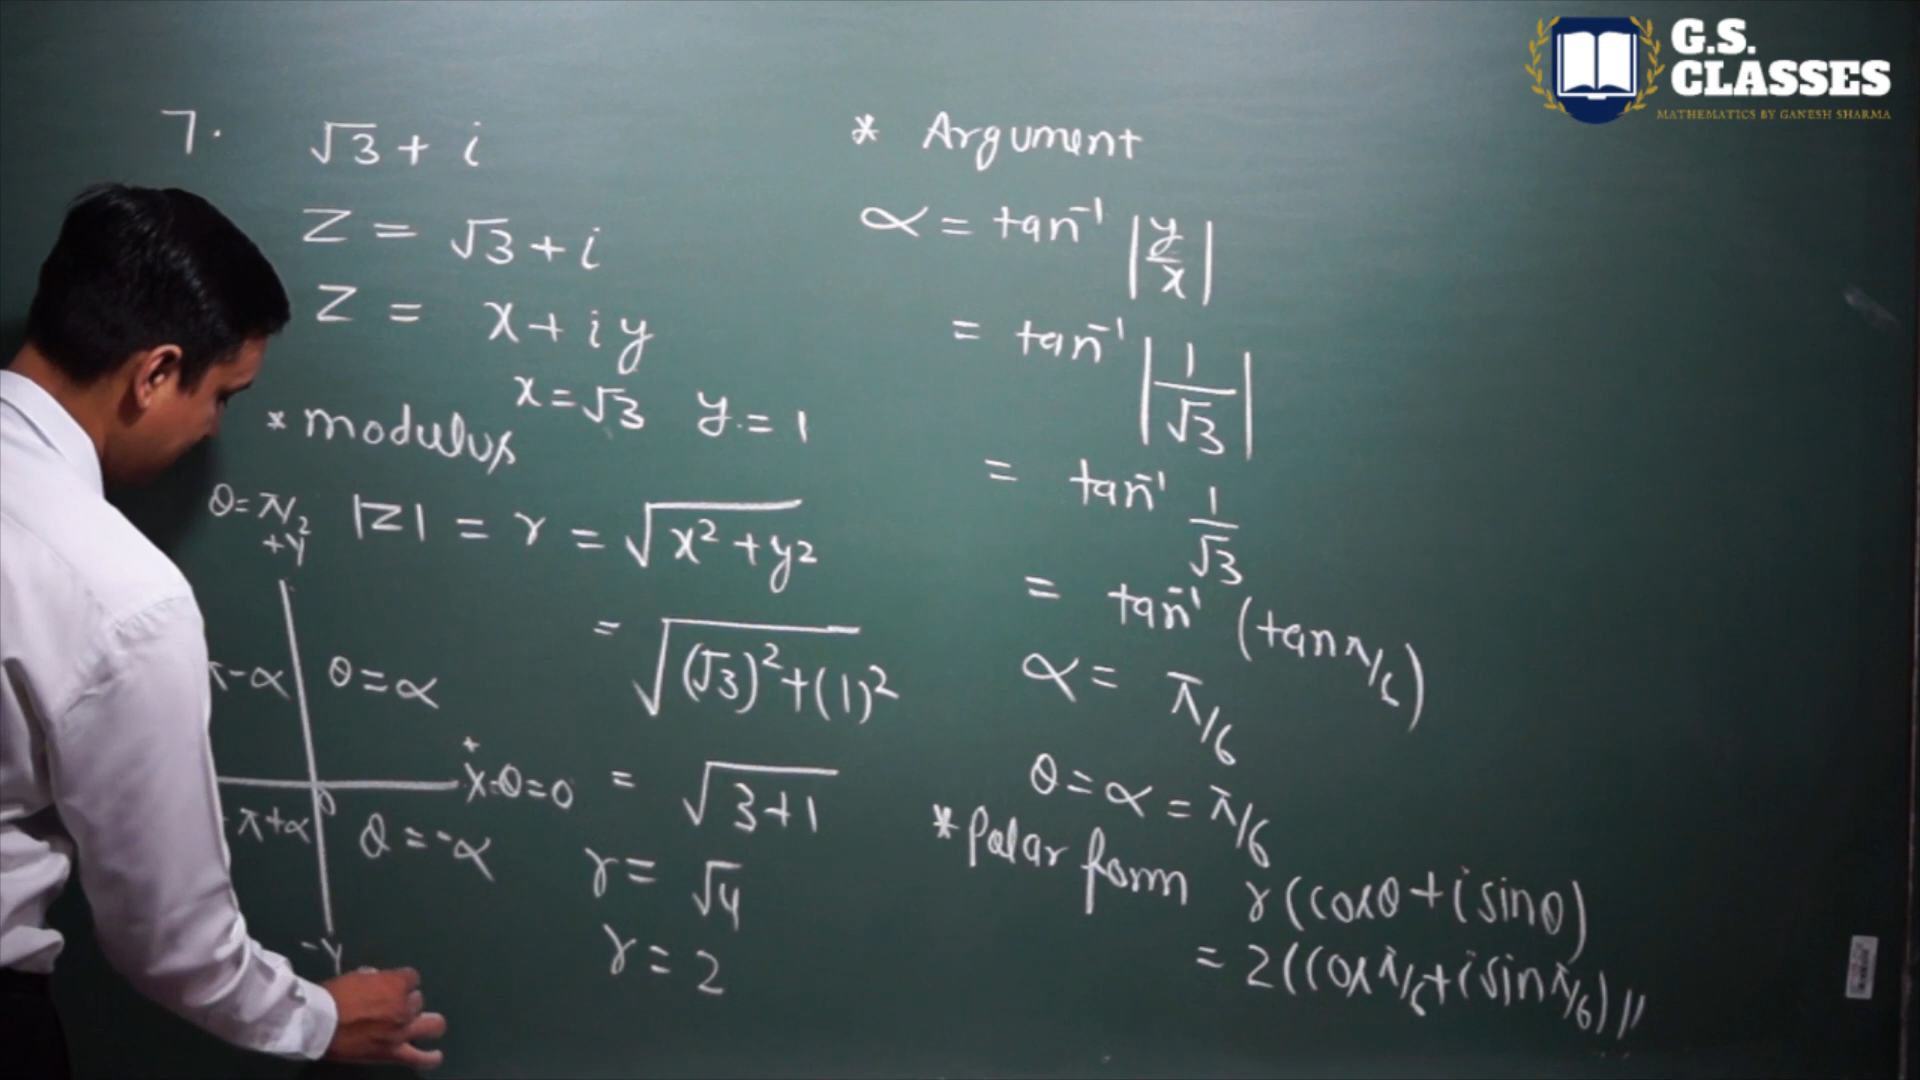 G.S.
CLASSES
MATHEMATICS BY GANESH SHARMA
7. √3 + i
Z = √3 + i
Z = x + i y
x = √3 y = 1
* modulus
|Z| = r = √(x² + y²)
= √((√3)² + (1)²)
= √(3+1)
r = √4
r = 2
θ = π/2
+Y
π-α
θ = α
+
X θ=0
0
-π+α
θ = -α
-Y
* Argument
α = tan⁻¹ |y/x|
= tan⁻¹ |1/√3|
= tan⁻¹ 1/√3
= tan⁻¹ (tan π/6)
α = π/6
θ = α = π/6
* Polar form r(cosθ + i sinθ)
= 2(cos π/6 + i sin π/6) //